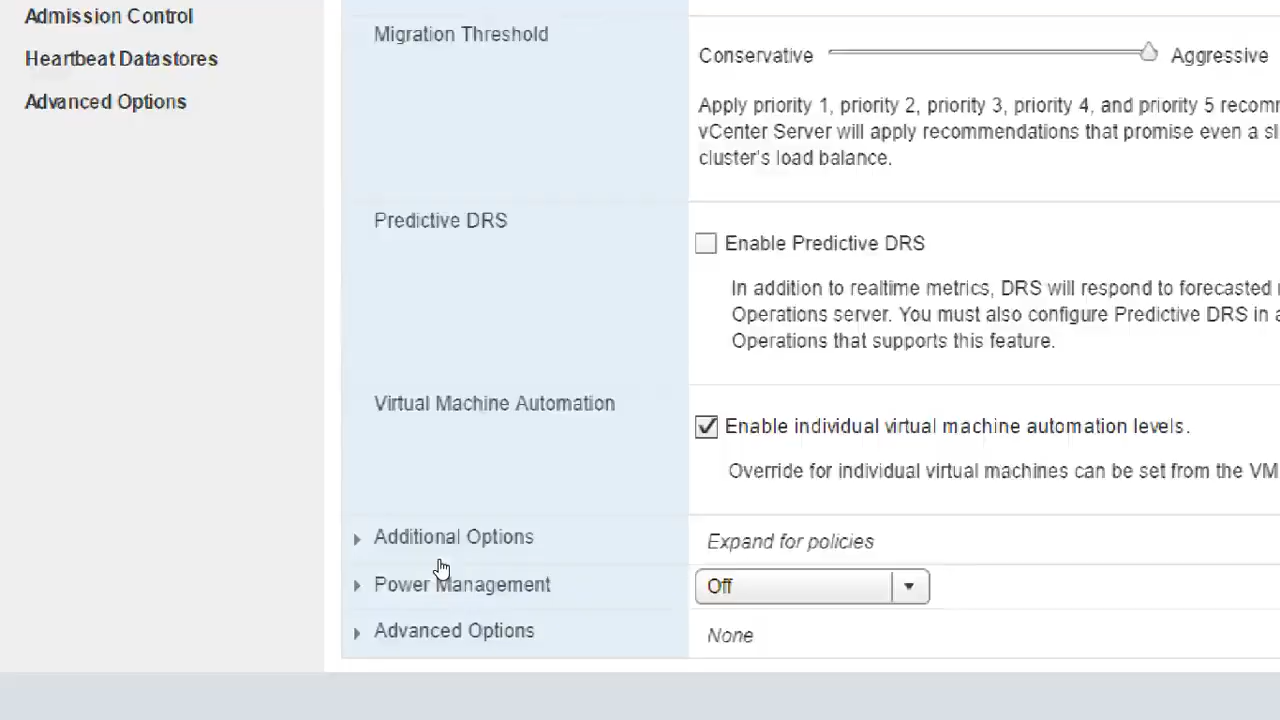 Admission Control
Heartbeat Datastores
Advanced Options
Migration Threshold
Conservative
Aggressive
Apply priority 1, priority 2, priority 3, priority 4, and priority 5
vCenter Server will apply recommendations that promise even a
cluster's load balance.
Predictive DRS
Enable Predictive DRS
In addition to realtime metrics, DRS will respond to forecasted
Operations server. You must also configure Predictive DRS in
Operations that supports this feature.
Virtual Machine Automation
Enable individual virtual machine automation levels.
Override for individual virtual machines can be set from the VM
Additional Options
Expand for policies
Power Management
Off
Advanced Options
None